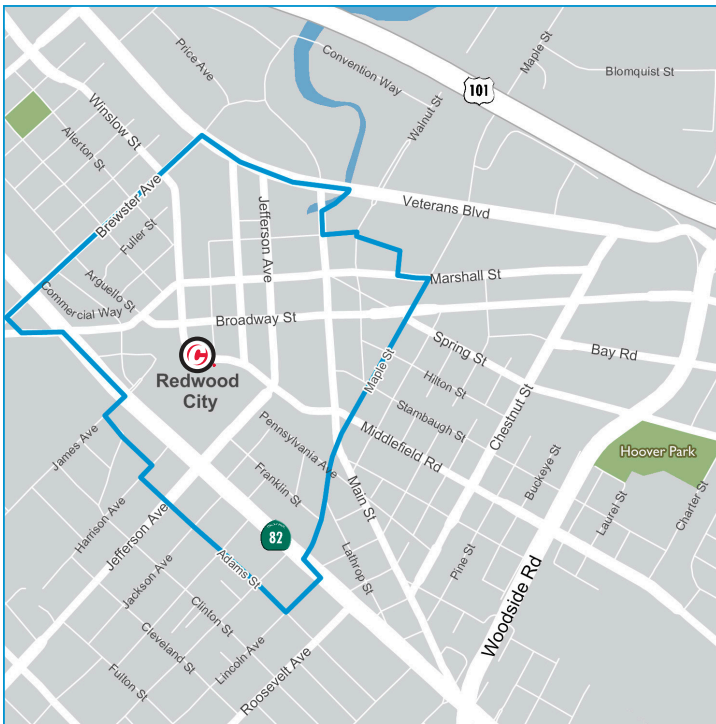 Price Ave
Convention Way
Maple St
Blomquist St
101
Winslow St
Walnut St
Allerton St
Brewster Ave
Fuller St
Jefferson Ave
Veterans Blvd
Arguello St
Commercial Way
Marshall St
Broadway St
C
Redwood
City
Maple St
Spring St
Bay Rd
Hilton St
Stambaugh St
Chestnut St
James Ave
Pennsylvania Ave
Middlefield Rd
Hoover Park
Franklin St
Buckeye St
Main St
Laurel St
Charter St
Harrison Ave
Jefferson Ave
82
Adams St
Lathrop St
Pine St
Jackson Ave
Clinton St
Woodside Rd
Cleveland St
Lincoln Ave
Fulton St
Roosevelt Ave